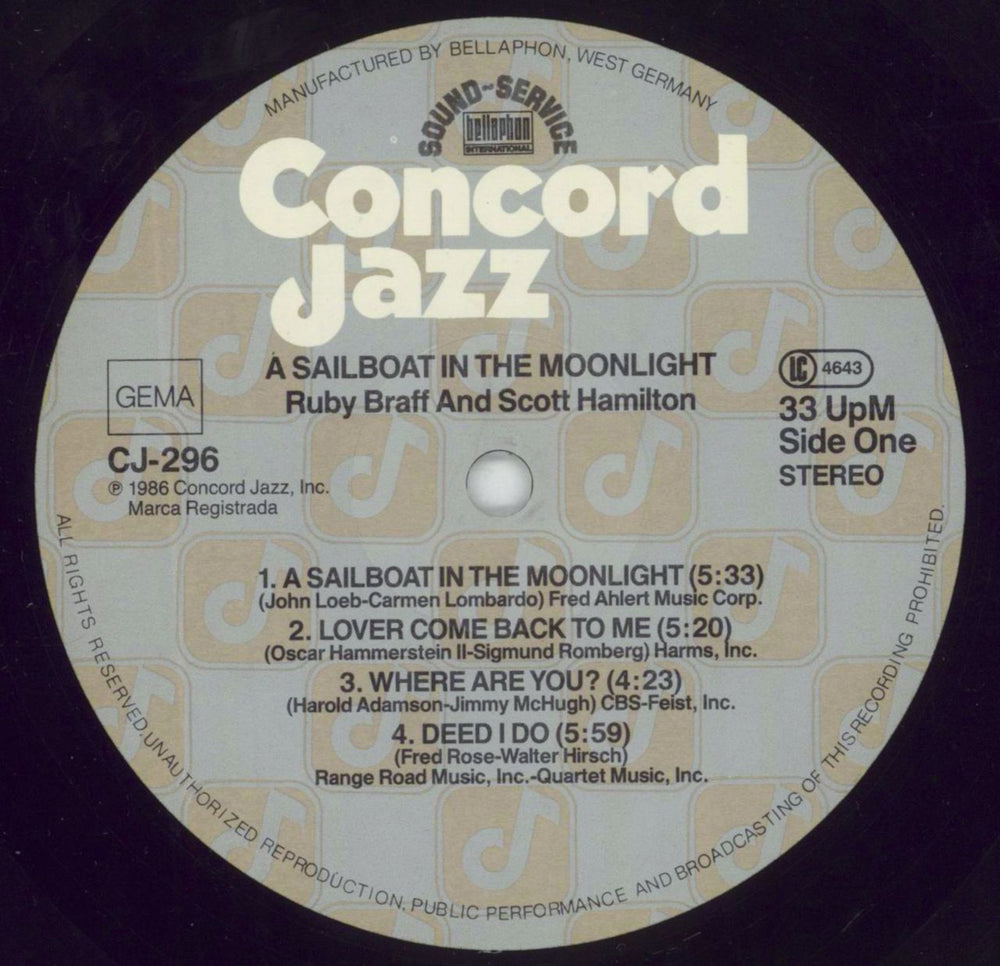 MANUFACTURED BY BELLAPHON, WEST GERMANY
SOUND~SERVICE
bellaphon
INTERNATIONAL
Concord
Jazz
A SAILBOAT IN THE MOONLIGHT
Ruby Braff And Scott Hamilton
GEMA
CJ-296
℗ 1986 Concord Jazz, Inc.
Marca Registrada
LC 4643
33 UpM
Side One
STEREO
1. A SAILBOAT IN THE MOONLIGHT (5:33)
(John Loeb-Carmen Lombardo) Fred Ahlert Music Corp.
2. LOVER COME BACK TO ME (5:20)
(Oscar Hammerstein II-Sigmund Romberg) Harms, Inc.
3. WHERE ARE YOU? (4:23)
(Harold Adamson-Jimmy McHugh) CBS-Feist, Inc.
4. DEED I DO (5:59)
(Fred Rose-Walter Hirsch)
Range Road Music, Inc.-Quartet Music, Inc.
ALL RIGHTS RESERVED. UNAUTHORIZED REPRODUCTION, PUBLIC PERFORMANCE AND BROADCASTING OF THIS RECORDING PROHIBITED.